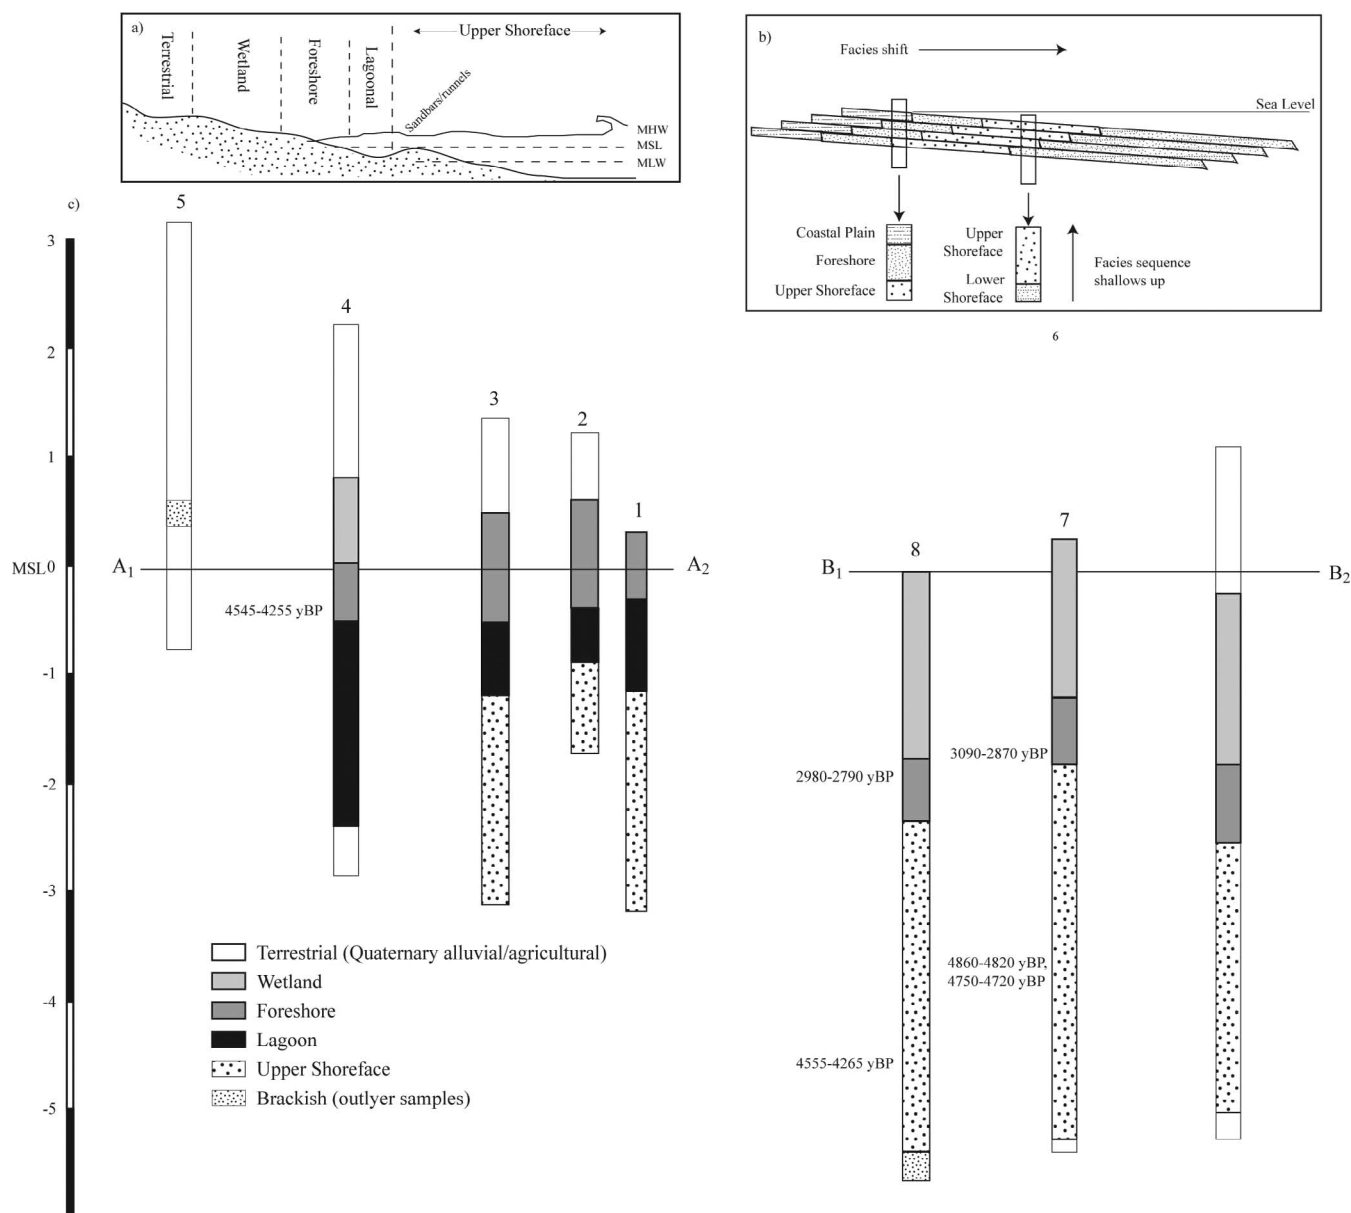 a)
Terrestrial
Wetland
Foreshore
Lagoonal
Upper Shoreface
Sandbars/runnels
MHW
MSL
MLW
b)
Facies shift
Sea Level
Coastal Plain
Foreshore
Upper Shoreface
Upper
Shoreface
Lower
Shoreface
Facies sequence
shallows up
6
c)
5
4
3
2
1
3
2
1
MSL 0
-1
-2
-3
-4
-5
A1
A2
4545-4255 yBP
8
7
B1
B2
2980-2790 yBP
3090-2870 yBP
4860-4820 yBP,
4750-4720 yBP
4555-4265 yBP
Terrestrial (Quaternary alluvial/agricultural)
Wetland
Foreshore
Lagoon
Upper Shoreface
Brackish (outlyer samples)